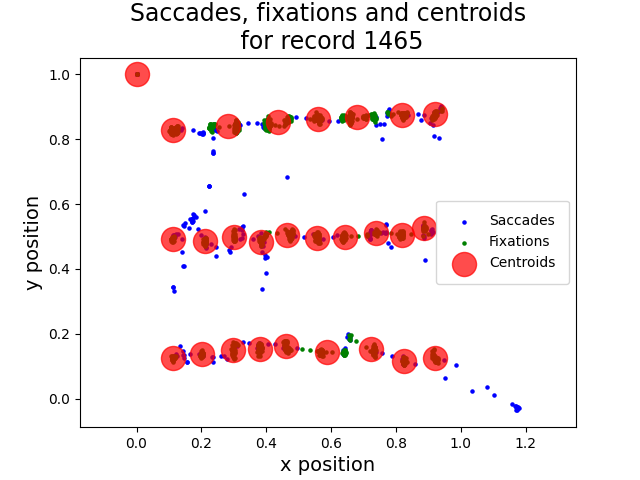 Saccades, fixations and centroids
for record 1465
1.0
0.8
0.6
0.4
0.2
0.0
y position
Saccades
Fixations
Centroids
0.0 0.2 0.4 0.6 0.8 1.0 1.2
x position